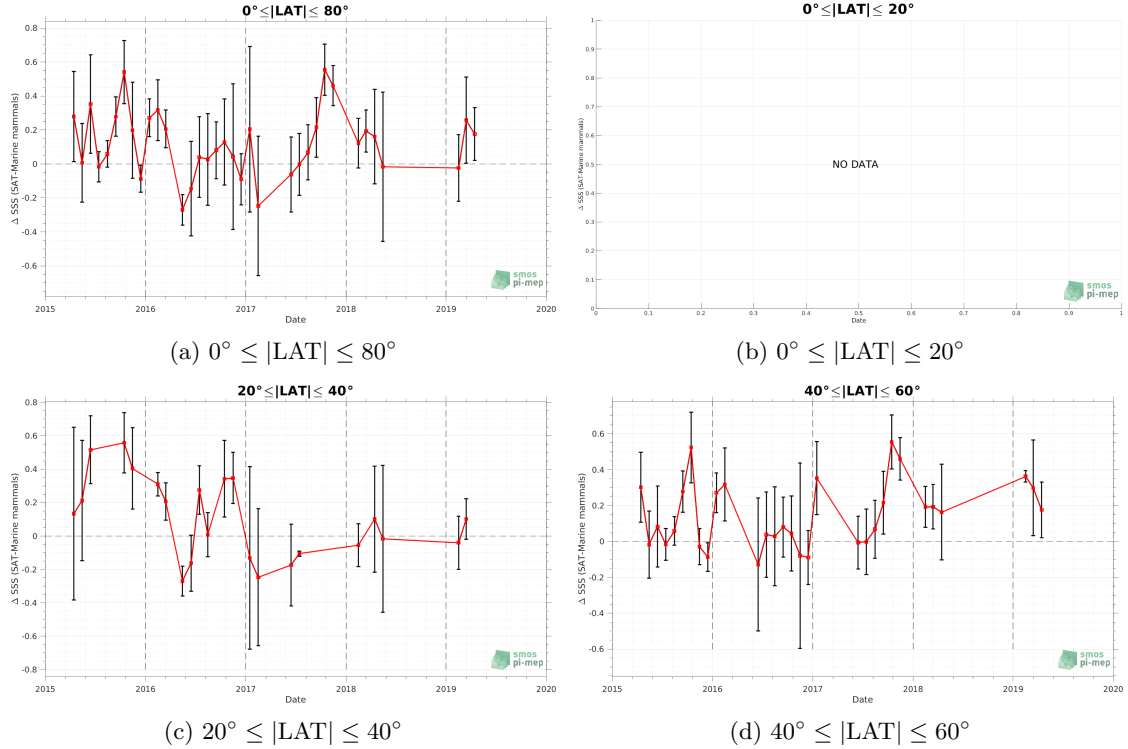 0°≤|LAT|≤ 80°
0.8
0.6
0.4
0.2
0
-0.2
-0.4
-0.6
Δ SSS (SAT-Marine mammals)
2015
2016
2017
2018
2019
2020
Date
smos
pi-mep
(a) 0° ≤ |LAT| ≤ 80°
0°≤|LAT|≤ 20°
1
0.9
0.8
0.7
0.6
0.5
0.4
0.3
0.2
0.1
0
Δ SSS (SAT-Marine mammals)
NO DATA
0
0.1
0.2
0.3
0.4
0.5
0.6
0.7
0.8
0.9
1
Date
smos
pi-mep
(b) 0° ≤ |LAT| ≤ 20°
20°≤|LAT|≤ 40°
0.8
0.6
0.4
0.2
0
-0.2
-0.4
-0.6
-0.8
Δ SSS (SAT-Marine mammals)
2015
2016
2017
2018
2019
2020
Date
smos
pi-mep
(c) 20° ≤ |LAT| ≤ 40°
40°≤|LAT|≤ 60°
0.6
0.4
0.2
0
-0.2
-0.4
-0.6
Δ SSS (SAT-Marine mammals)
2015
2016
2017
2018
2019
2020
Date
smos
pi-mep
(d) 40° ≤ |LAT| ≤ 60°